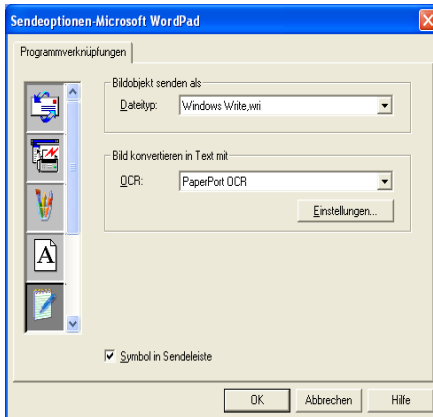 Sendeoptionen-Microsoft WordPad
Programmverknüpfungen
Bildobjekt senden als
Dateityp: Windows Write,wri
Bild konvertieren in Text mit
OCR: PaperPort OCR
Einstellungen...
A
Symbol in Sendeleiste
OK Abbrechen Hilfe